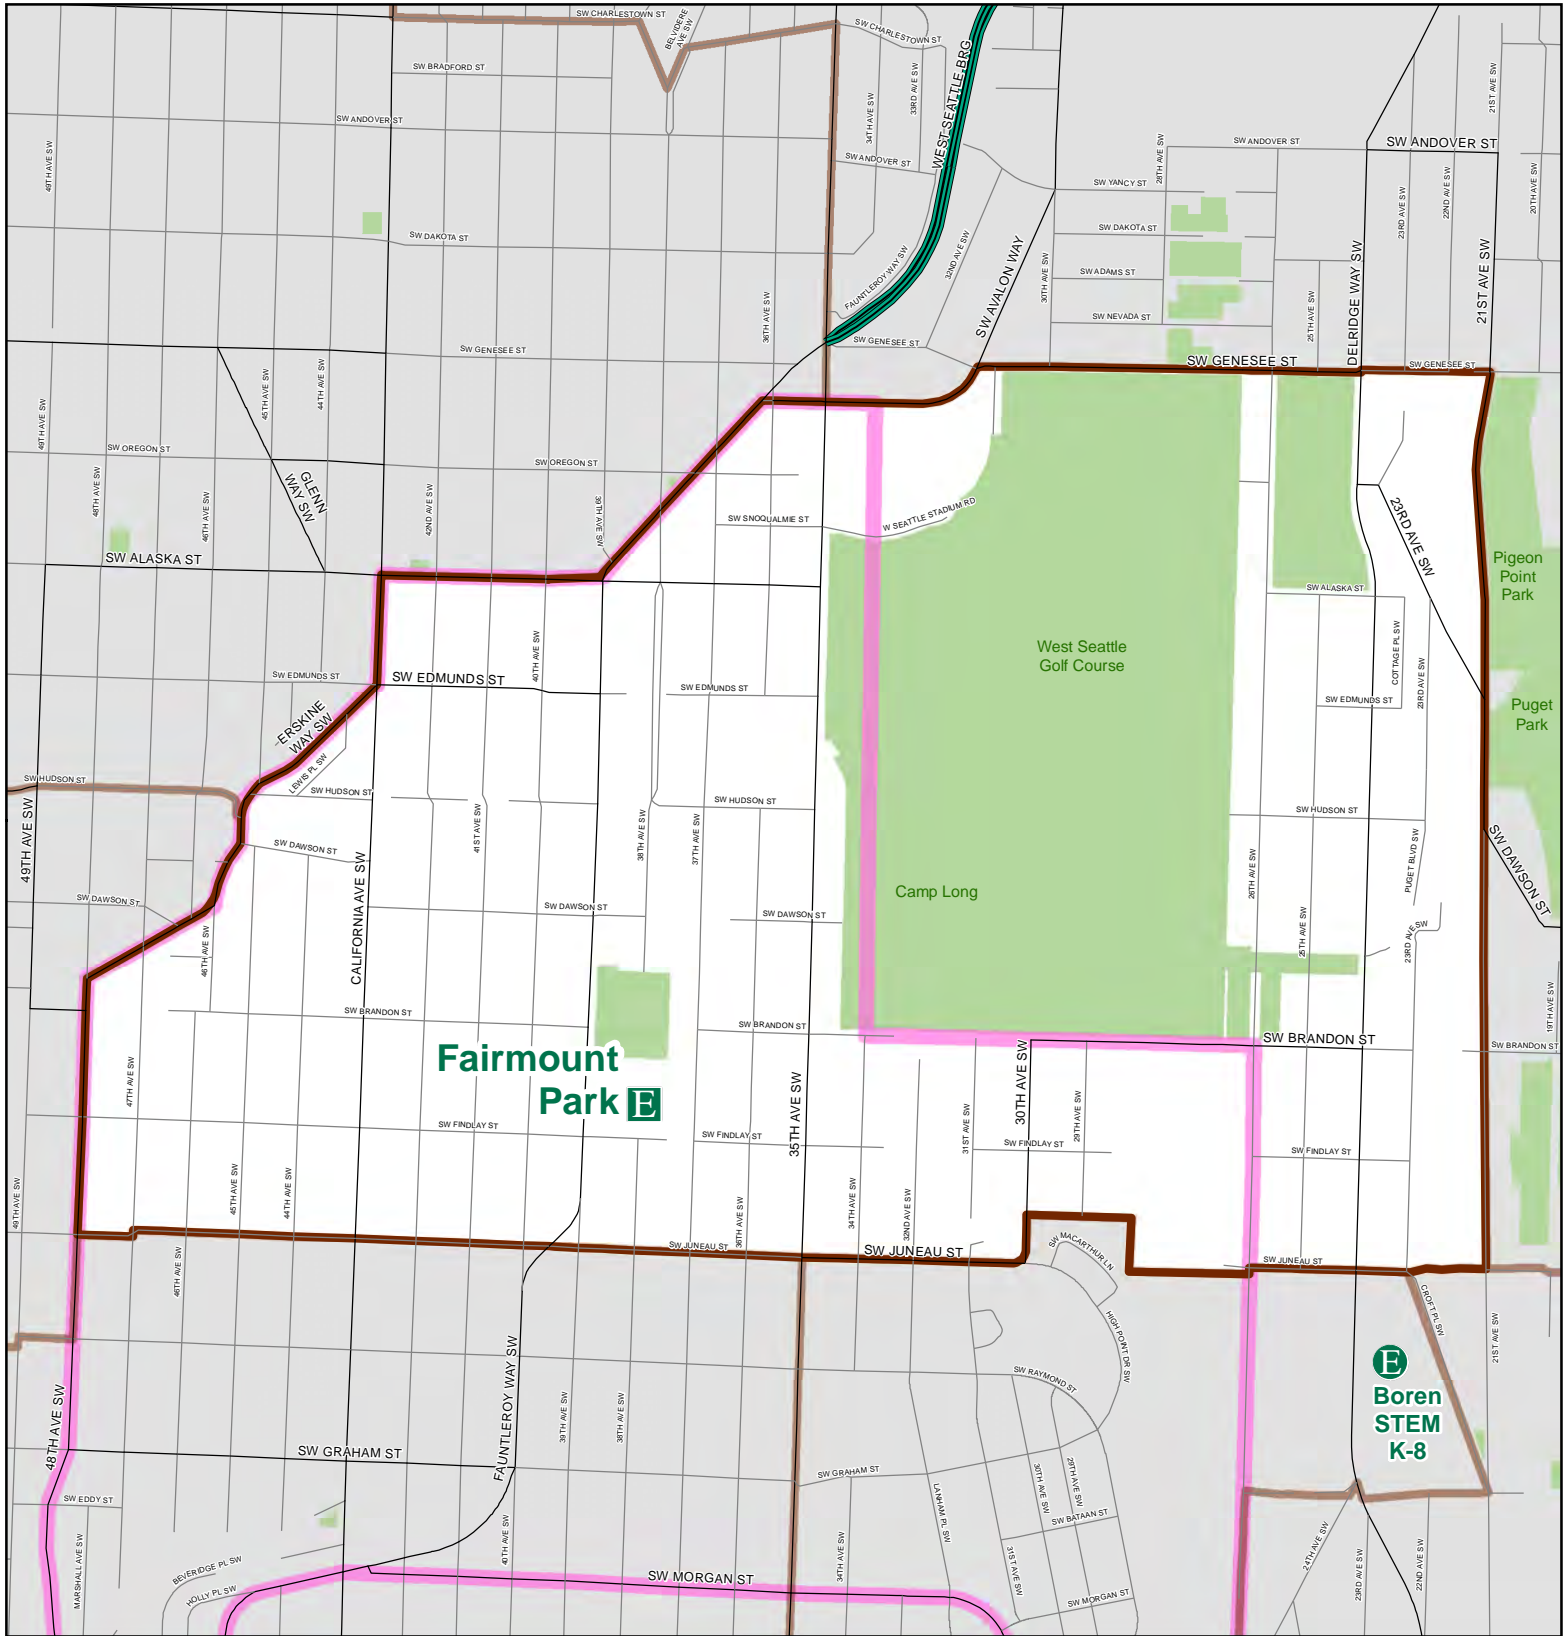 SW CHARLESTOWN ST
BELVIDERE
AVE SW
SW CHARLESTOWN ST
SW BRADFORD ST
33RD AVE SW
34TH AVE SW
WEST SEATTLE BRG
21ST AVE SW
SW ANDOVER ST
SW ANDOVER ST
SW ANDOVER ST
SW ANDOVER ST
49TH AVE SW
28TH AVE SW
SW YANCY ST
23RD AVE SW
22ND AVE SW
20TH AVE SW
SW DAKOTA ST
SW DAKOTA ST
32ND AVE SW
FAUNTLEROY WAY SW
SW AVALON WAY
30TH AVE SW
SW ADAMS ST
DELRIDGE WAY SW
21ST AVE SW
36TH AVE SW
SW NEVADA ST
25TH AVE SW
SW GENESEE ST
SW GENESEE ST
SW GENESEE ST
SW GENESEE ST
49TH AVE SW
45TH AVE SW
44TH AVE SW
SW OREGON ST
SW OREGON ST
GLENN
WAY SW
48TH AVE SW
46TH AVE SW
42ND AVE SW
39TH AVE SW
SW SNOQUALMIE ST
W SEATTLE STADIUM RD
23RD AVE SW
SW ALASKA ST
SW ALASKA ST
Pigeon
Point
Park
40TH AVE SW
West Seattle
Golf Course
COTTAGE PL SW
23RD AVE SW
SW EDMUNDS ST
SW EDMUNDS ST
SW EDMUNDS ST
SW EDMUNDS ST
Puget
Park
ERSKINE
WAY SW
LEWIS PL SW
SW HUDSON ST
SW HUDSON ST
SW HUDSON ST
SW HUDSON ST
49TH AVE SW
41ST AVE SW
38TH AVE SW
37TH AVE SW
SW DAWSON ST
PUGET BLVD SW
SW DAWSON ST
CALIFORNIA AVE SW
26TH AVE SW
Camp Long
SW DAWSON ST
SW DAWSON ST
SW DAWSON ST
46TH AVE SW
25TH AVE SW
23RD AVE SW
19TH AVE SW
SW BRANDON ST
SW BRANDON ST
SW BRANDON ST
SW BRANDON ST
Fairmount
Park E
47TH AVE SW
35TH AVE SW
30TH AVE SW
31ST AVE SW
29TH AVE SW
SW FINDLAY ST
SW FINDLAY ST
SW FINDLAY ST
SW FINDLAY ST
49TH AVE SW
45TH AVE SW
44TH AVE SW
36TH AVE SW
34TH AVE SW
32ND AVE SW
SW JUNEAU ST
SW JUNEAU ST
SW JUNEAU ST
46TH AVE SW
SW MACARTHUR LN
HIGH POINT DR SW
CROFT PL SW
21ST AVE SW
E
Boren
STEM
K-8
SW RAYMOND ST
48TH AVE SW
FAUNTLEROY WAY SW
39TH AVE SW
38TH AVE SW
SW GRAHAM ST
SW GRAHAM ST
LANHAM PL SW
30TH AVE SW
29TH AVE SW
SW EDDY ST
SW BATAAN ST
MARSHALL AVE SW
BEVERIDGE PL SW
HOLLY PL SW
40TH AVE SW
34TH AVE SW
31ST AVE SW
24TH AVE SW
23RD AVE SW
22ND AVE SW
SW MORGAN ST
SW MORGAN ST